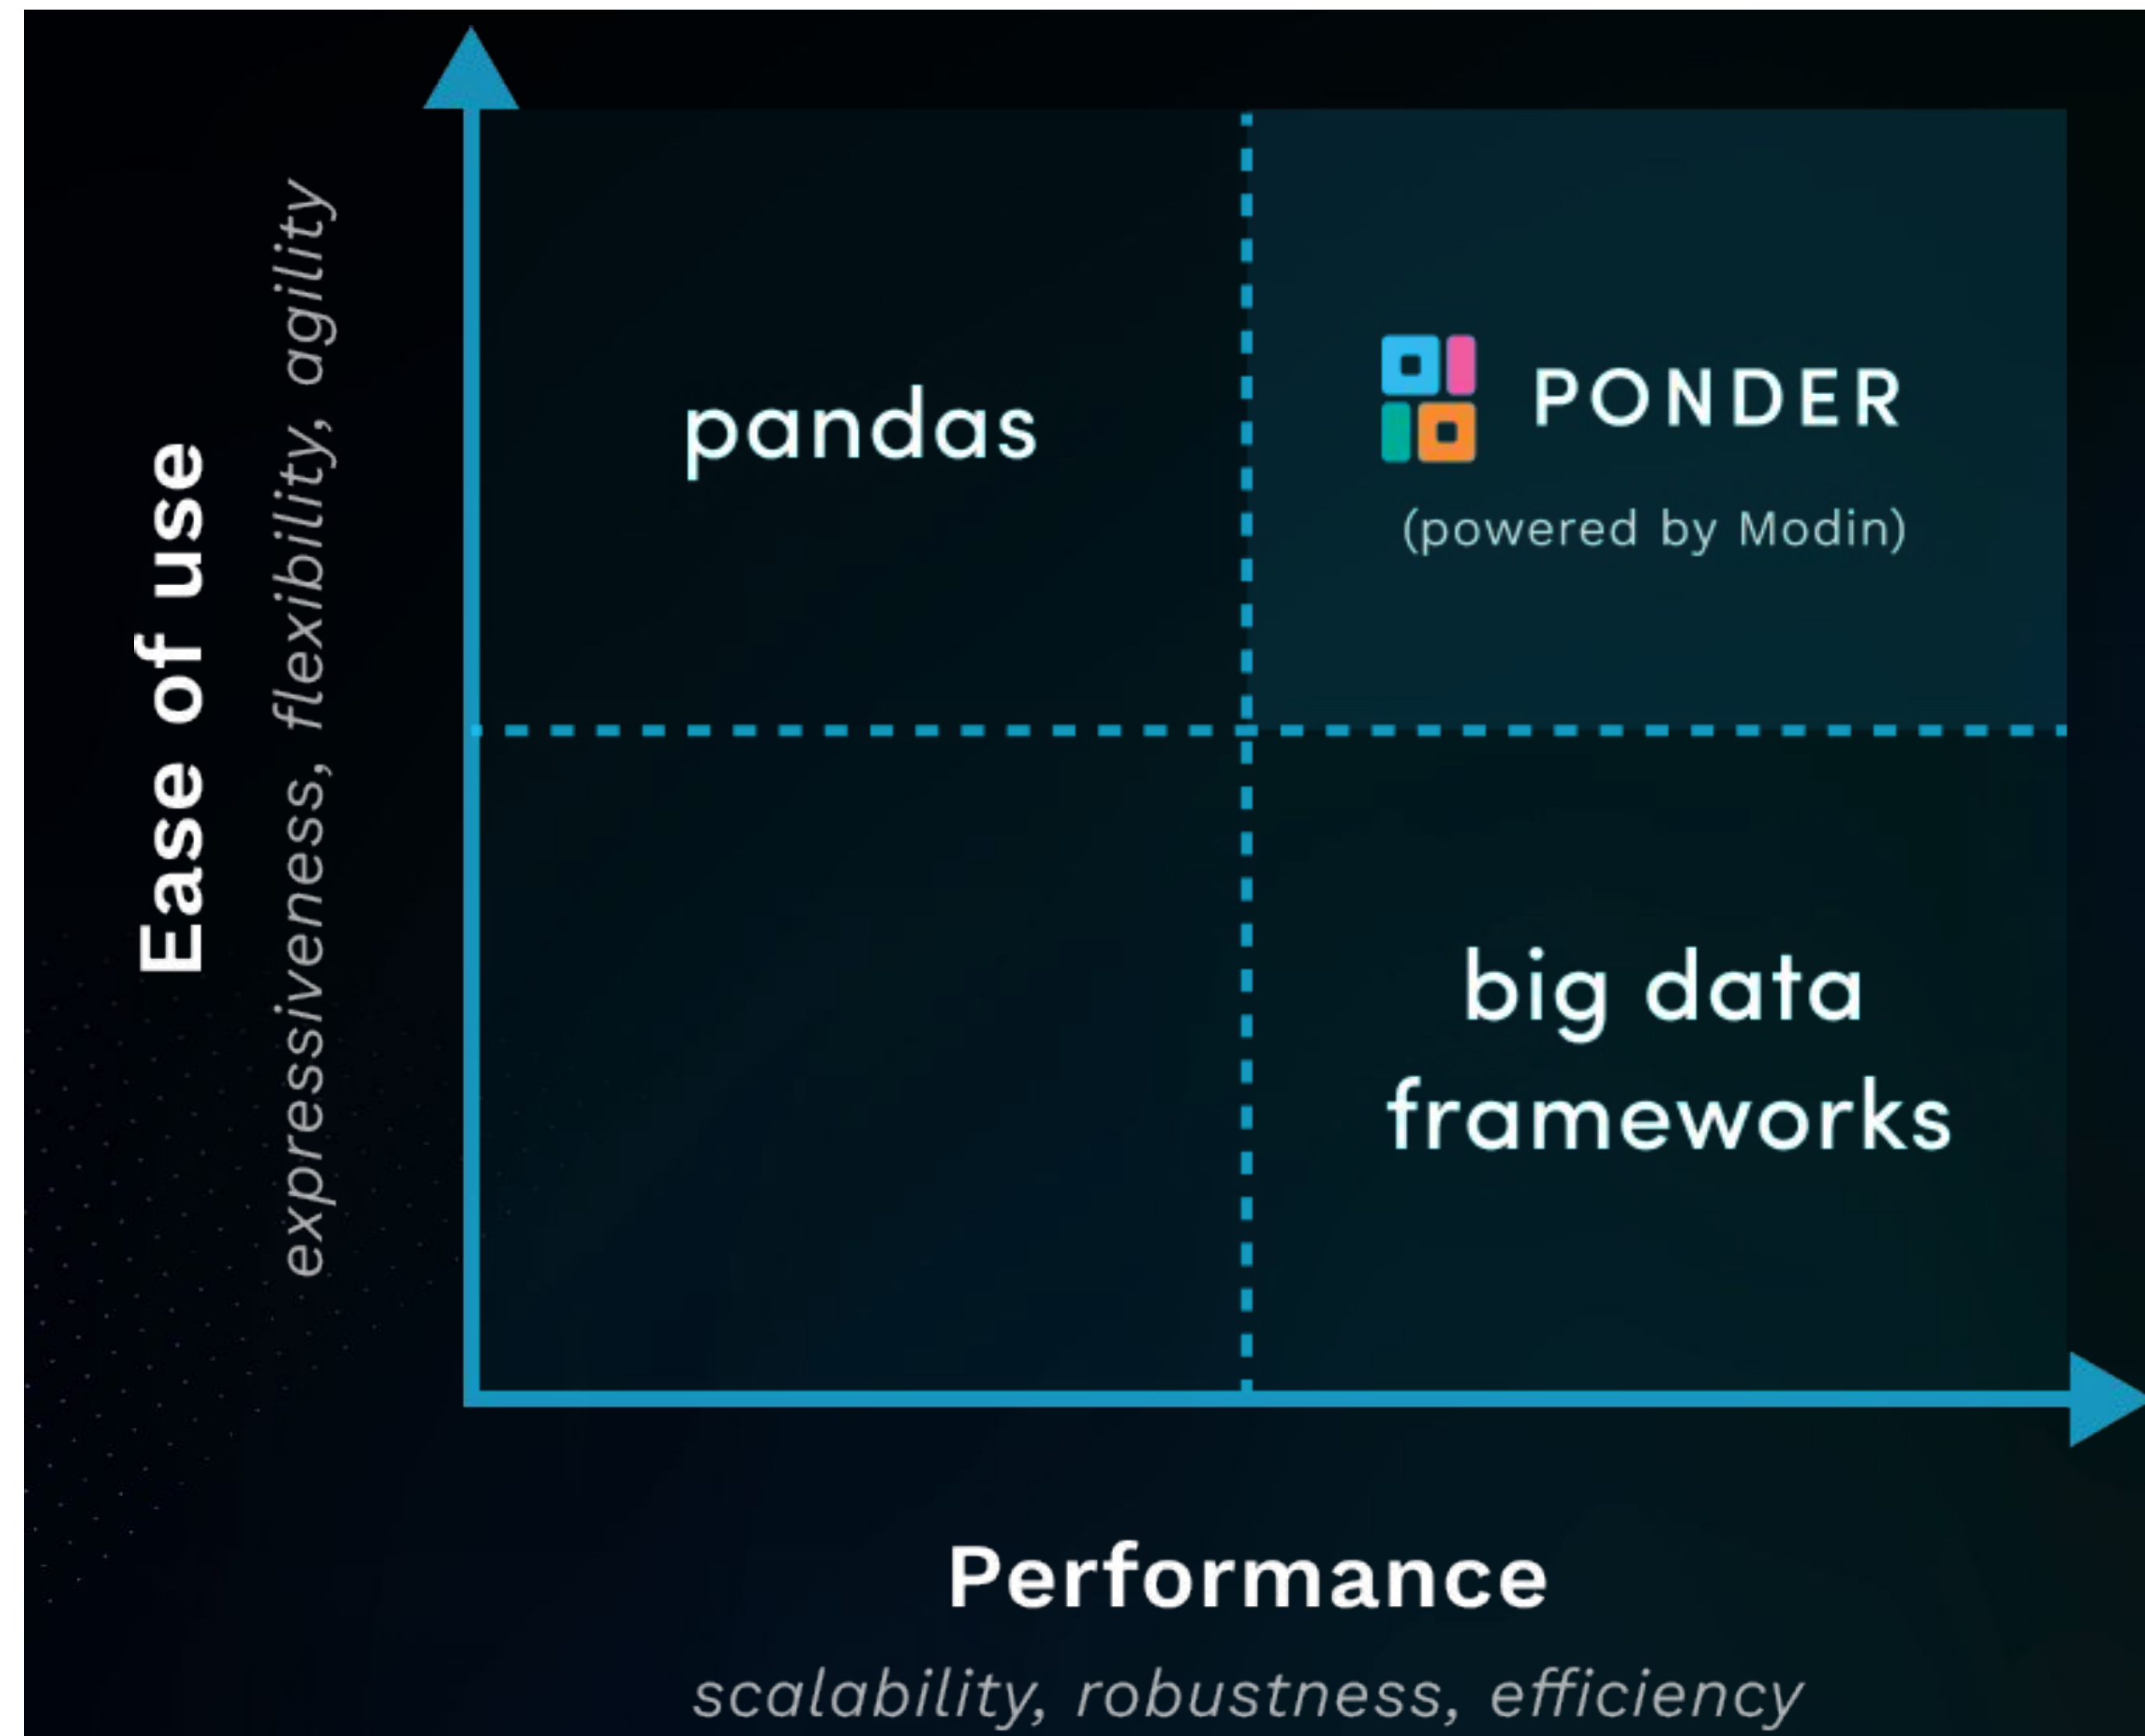 Ease of use
expressiveness, flexibility, agility
pandas
PONDER
(powered by Modin)
big data
frameworks
Performance
scalability, robustness, efficiency